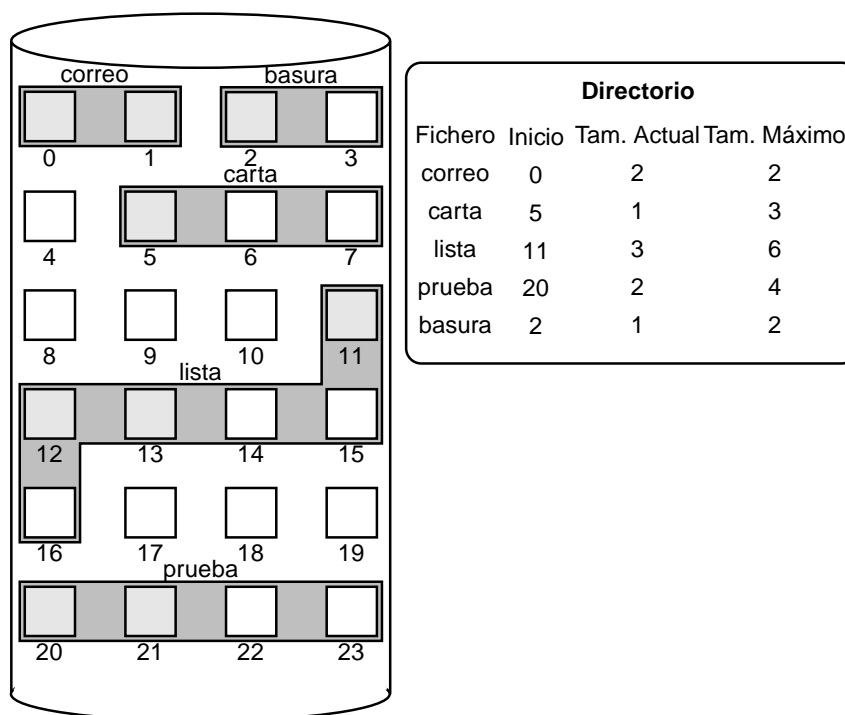 correo basura
0 1 2 3
carta
4 5 6 7
8 9 10 11
lista
12 13 14 15
16 17 18 19
prueba
20 21 22 23
Directorio
Fichero Inicio Tam. Actual Tam. Máximo
correo 0 2 2
carta 5 1 3
lista 11 3 6
prueba 20 2 4
basura 2 1 2